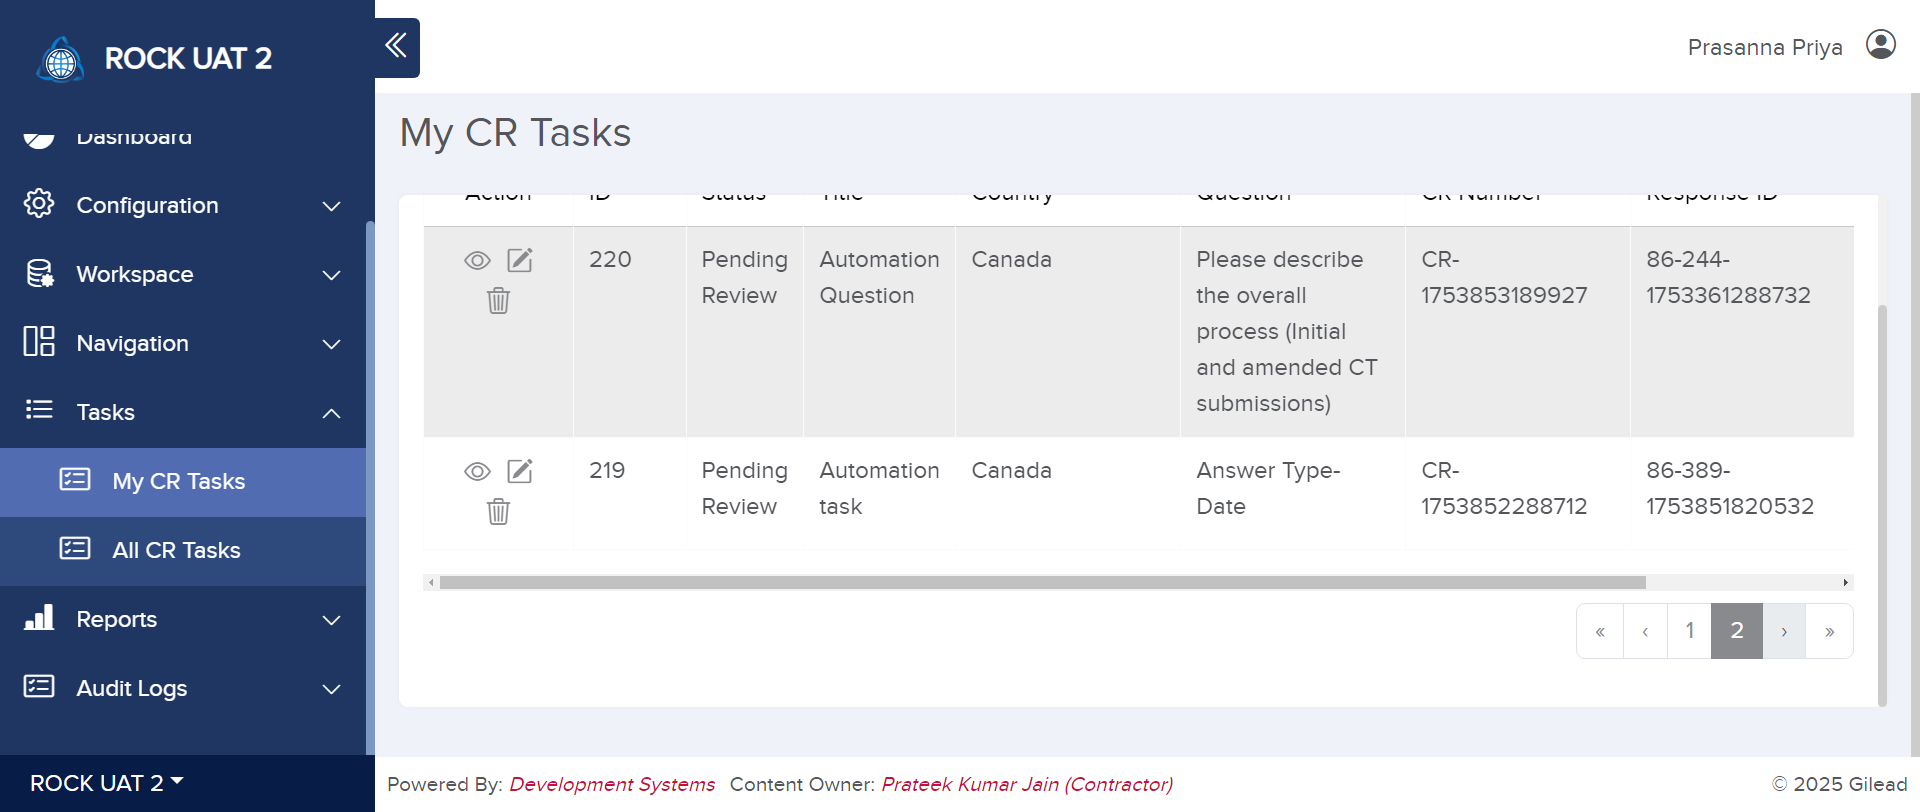 ROCK UAT 2
Prasanna Priya
Dashboard
Configuration
Workspace
Navigation
Tasks
My CR Tasks
All CR Tasks
Reports
Audit Logs
ROCK UAT 2
My CR Tasks
Action ID Status Title Country Question CR Number Response ID
220 Pending Automation Canada Please describe CR- 86-244-
Review Question the overall 1753853189927 1753361288732
process (Initial
and amended CT
submissions)
219 Pending Automation Canada Answer Type- CR- 86-389-
Review task Date 1753852288712 1753851820532
« ‹ 1 2 › »
Powered By: Development Systems Content Owner: Prateek Kumar Jain (Contractor) © 2025 Gilead